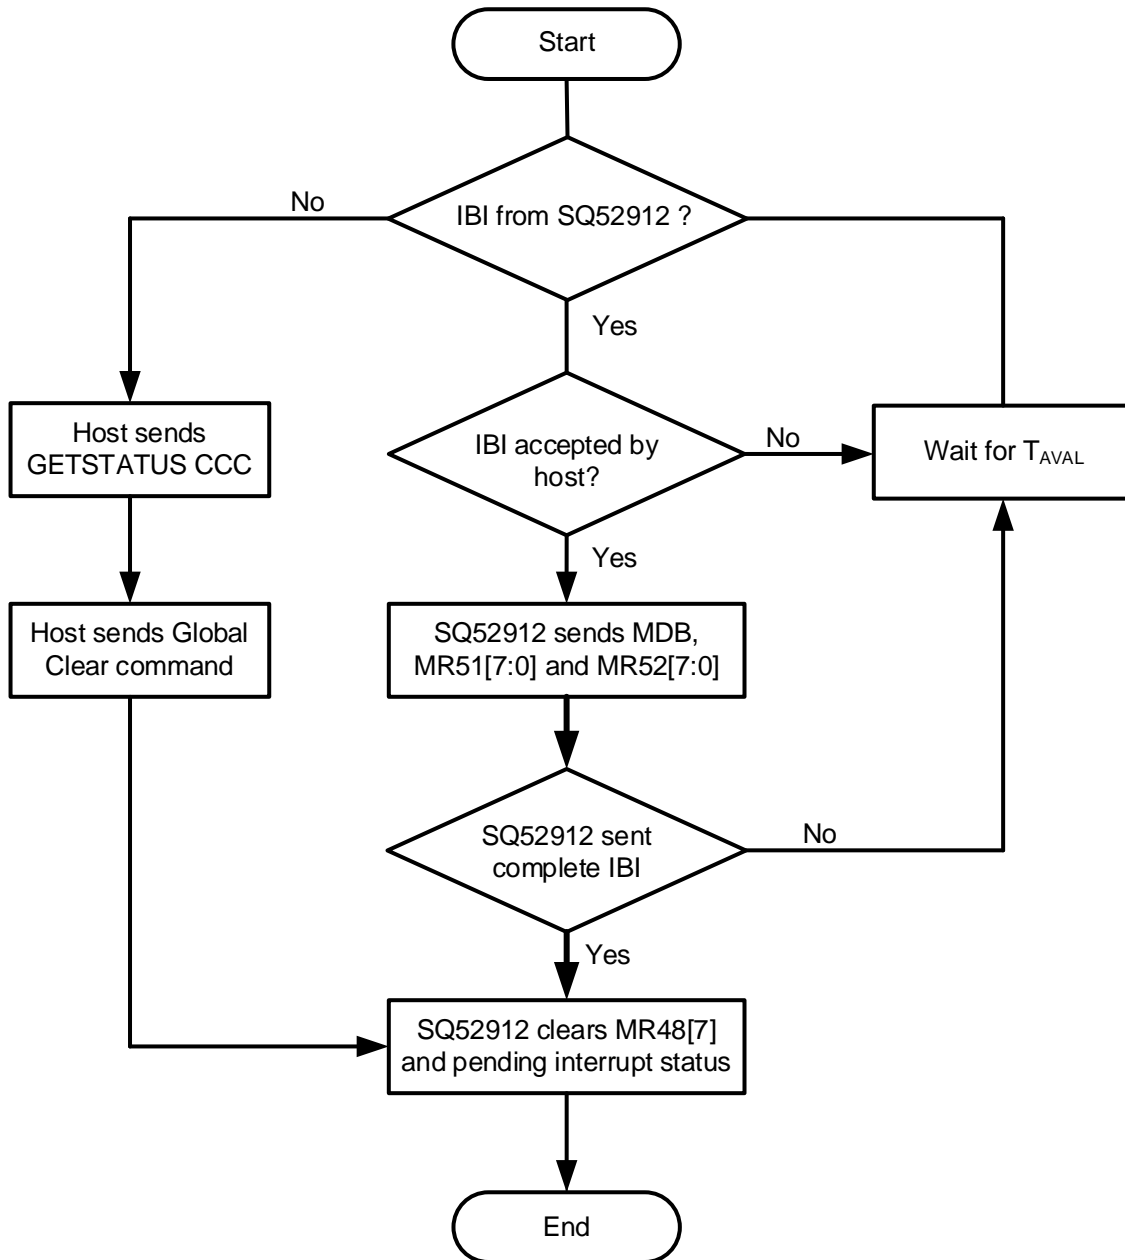 Start
IBI from SQ52912 ?
No
Yes
Host sends
GETSTATUS CCC
IBI accepted by
host?
No
Wait for TAVAL
Yes
Host sends Global
Clear command
SQ52912 sends MDB,
MR51[7:0] and MR52[7:0]
SQ52912 sent
complete IBI
No
Yes
SQ52912 clears MR48[7]
and pending interrupt status
End